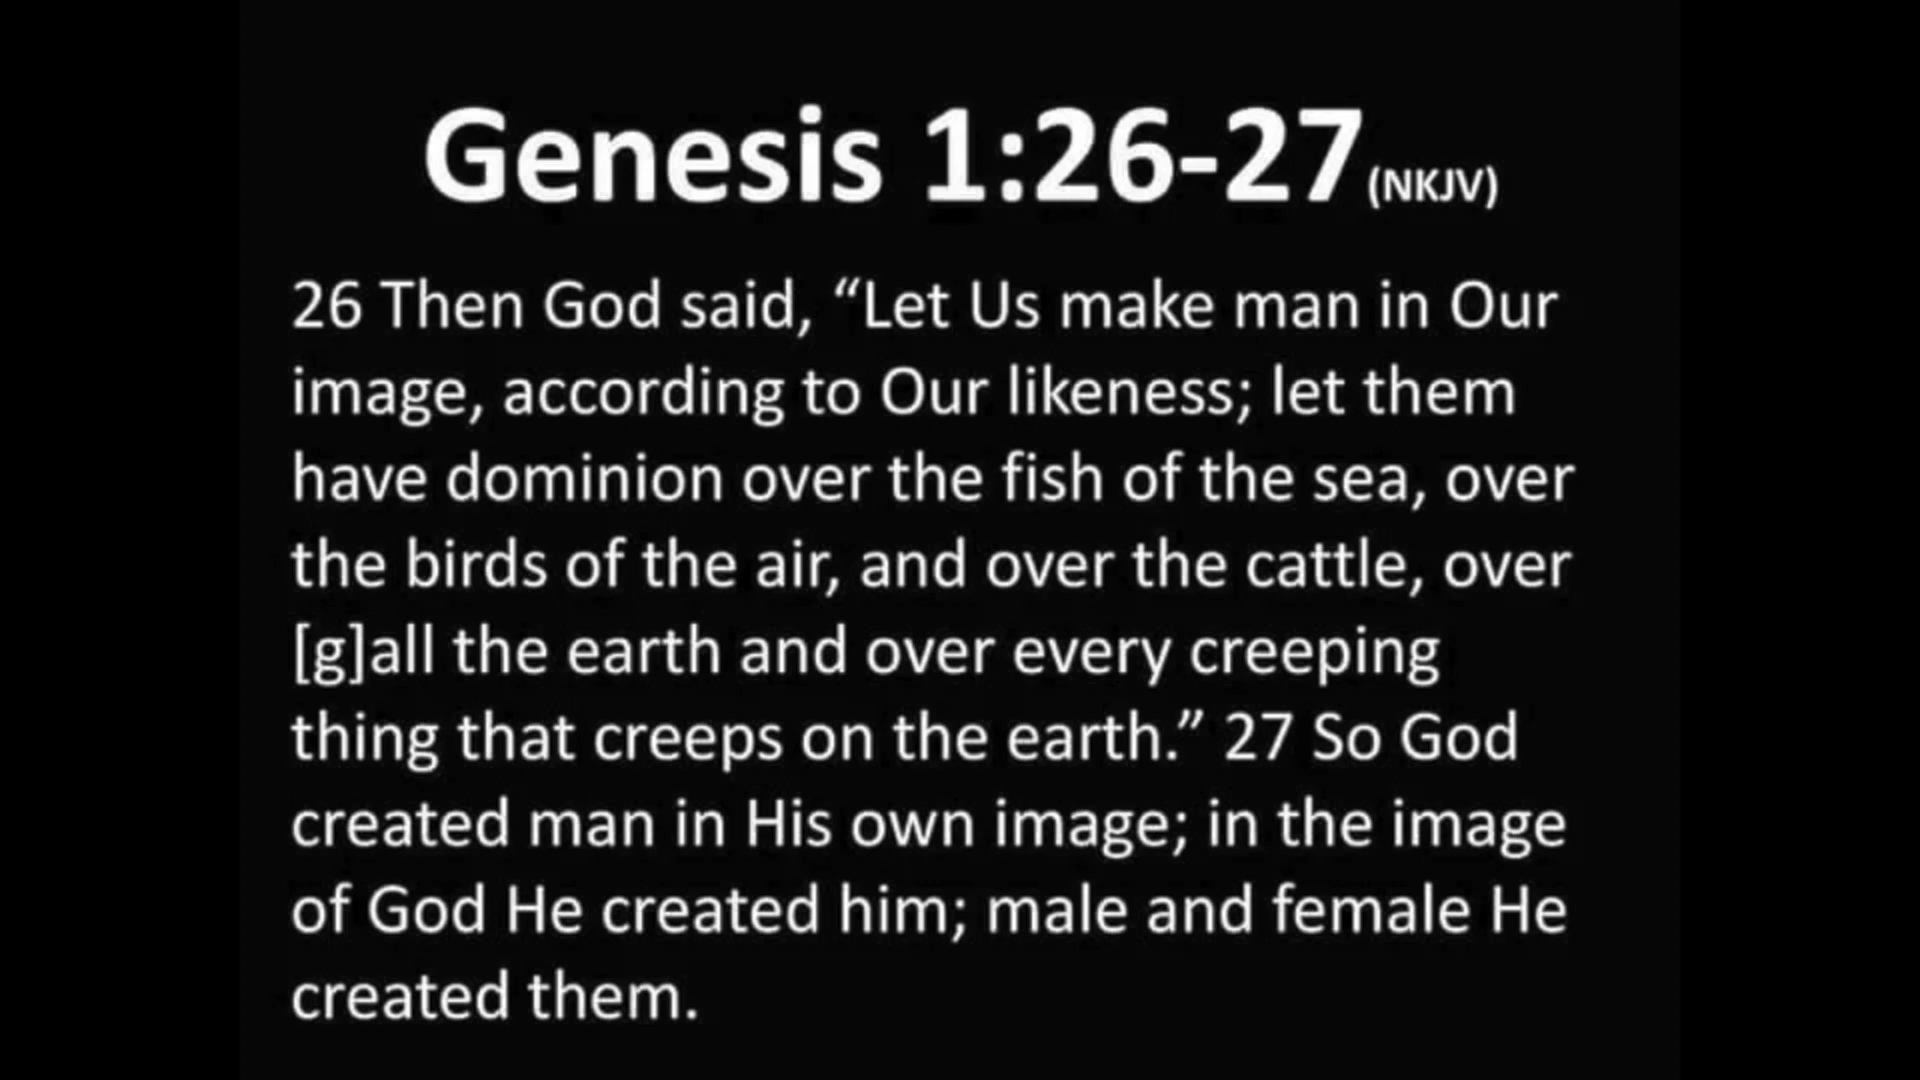 Genesis 1:26-27(NKJV)
26 Then God said, “Let Us make man in Our
image, according to Our likeness; let them
have dominion over the fish of the sea, over
the birds of the air, and over the cattle, over
[g]all the earth and over every creeping
thing that creeps on the earth.” 27 So God
created man in His own image; in the image
of God He created him; male and female He
created them.